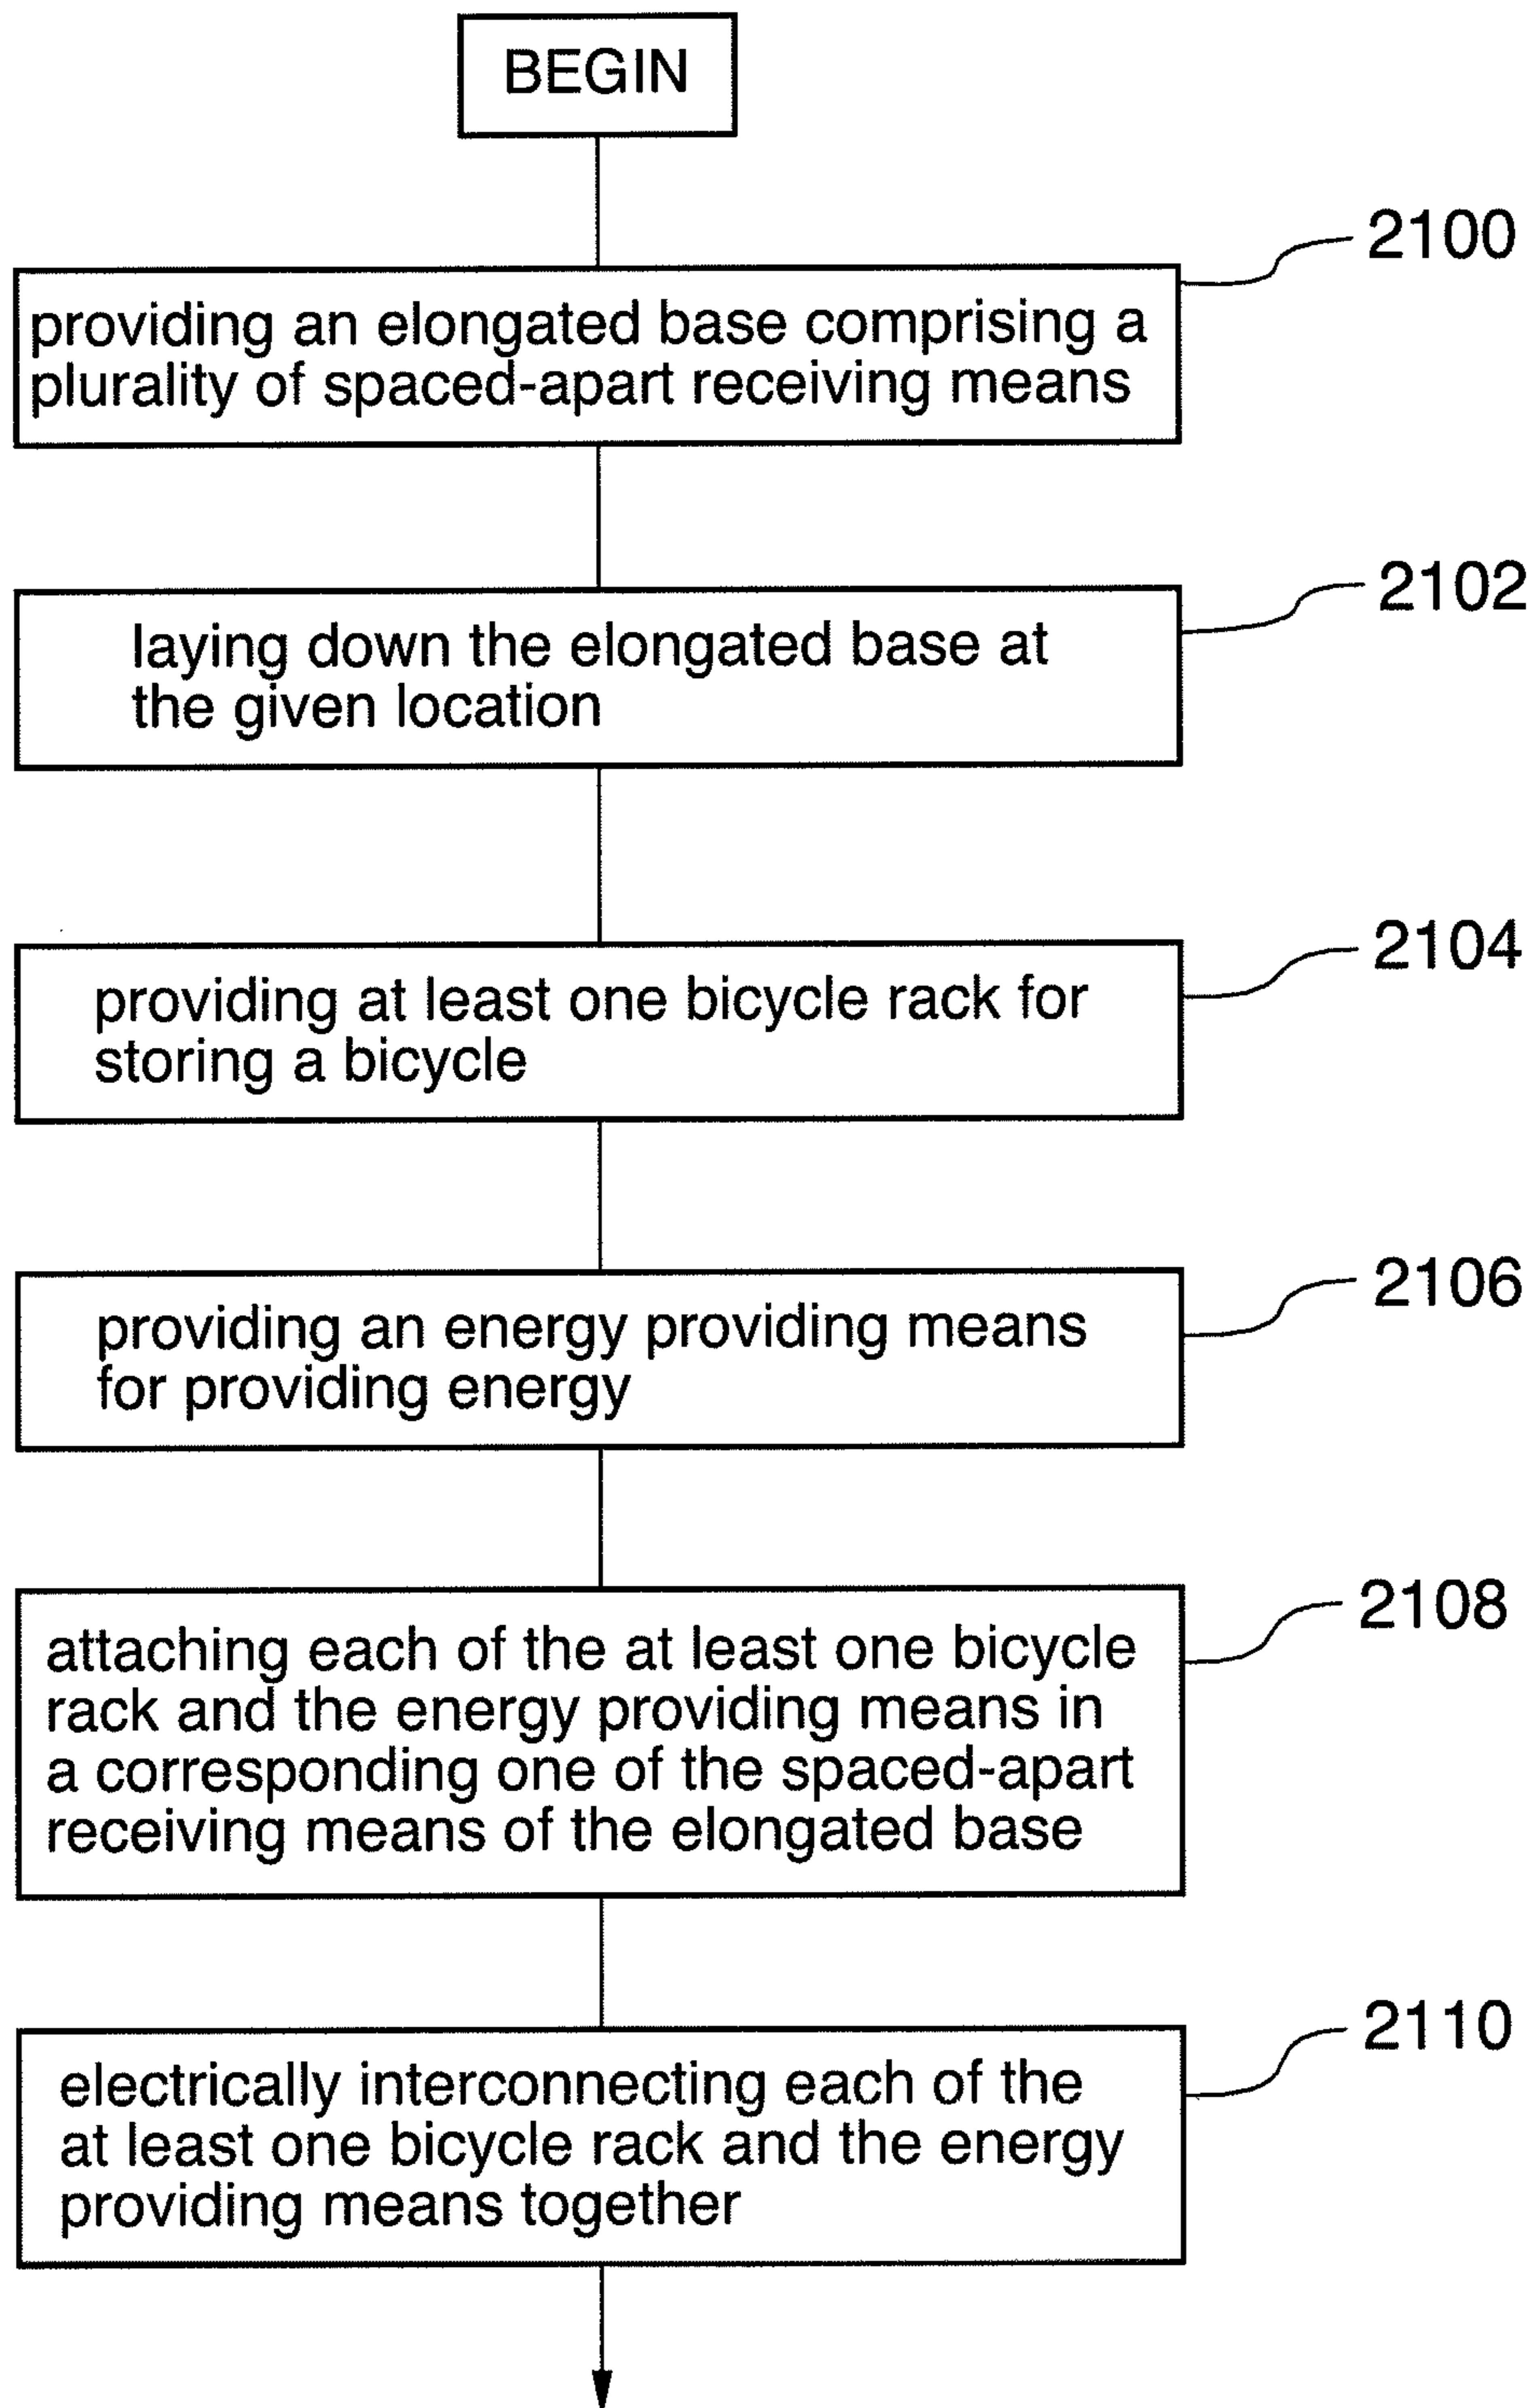 BEGIN
2100
providing an elongated base comprising a
plurality of spaced-apart receiving means
2102
laying down the elongated base at
the given location
2104
providing at least one bicycle rack for
storing a bicycle
2106
providing an energy providing means
for providing energy
2108
attaching each of the at least one bicycle
rack and the energy providing means in
a corresponding one of the spaced-apart
receiving means of the elongated base
2110
electrically interconnecting each of the
at least one bicycle rack and the energy
providing means together